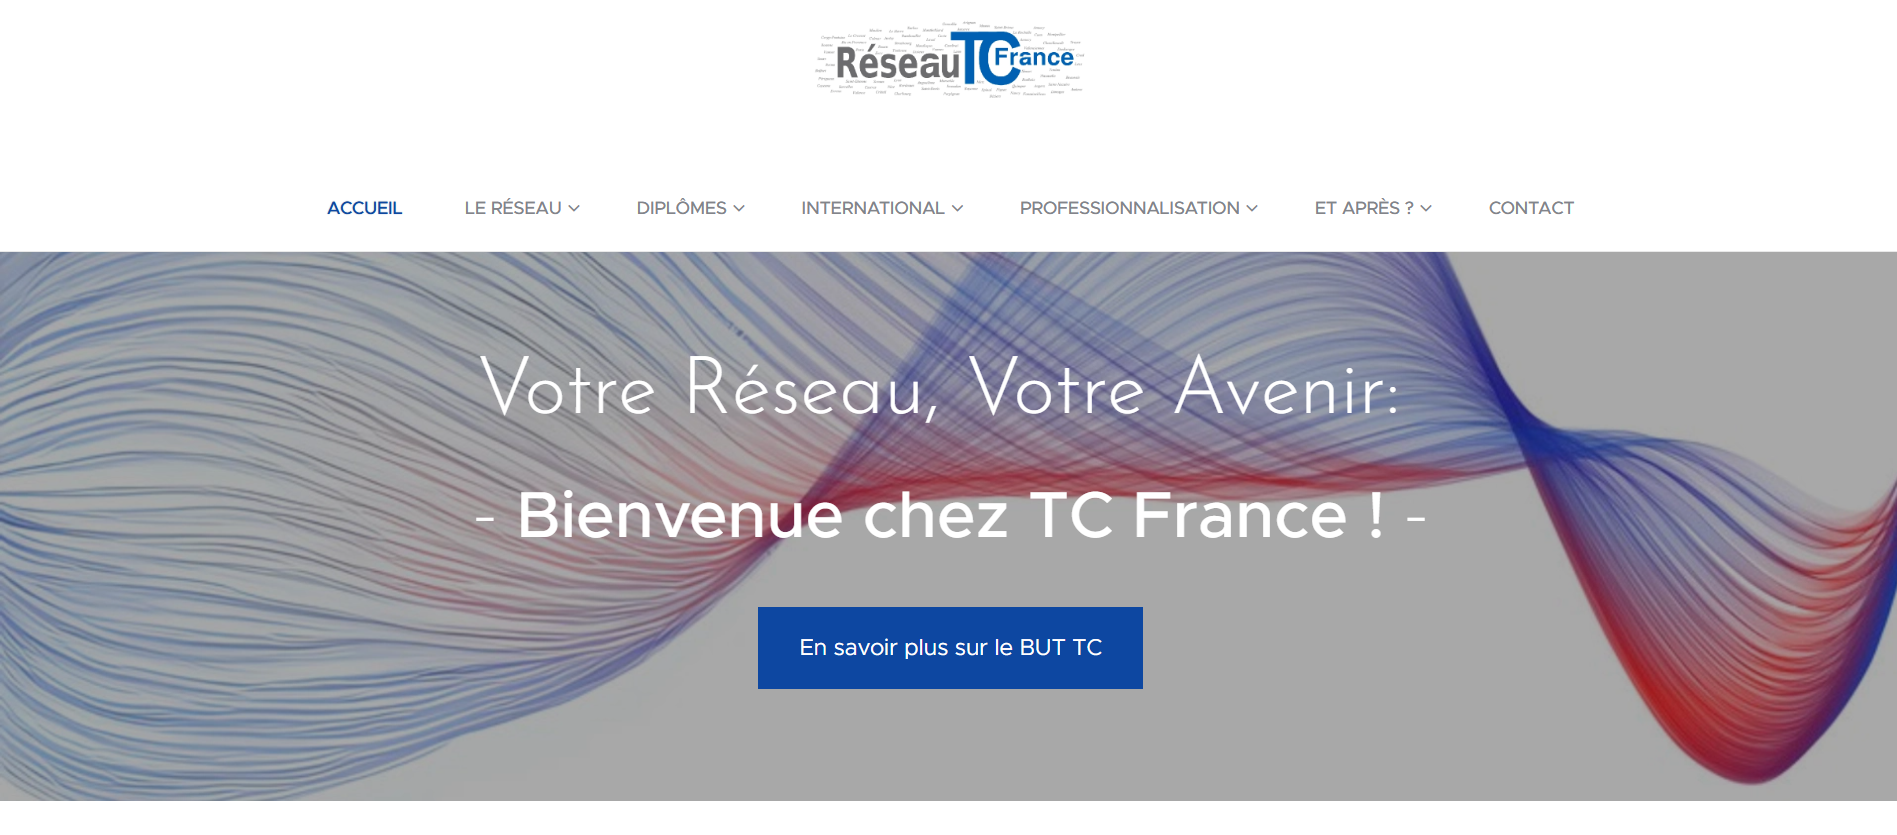 Réseau TC France
ACCUEIL
LE RÉSEAU
DIPLÔMES
INTERNATIONAL
PROFESSIONNALISATION
ET APRÈS ?
CONTACT
Votre Réseau, Votre Avenir:
- Bienvenue chez TC France ! -
En savoir plus sur le BUT TC